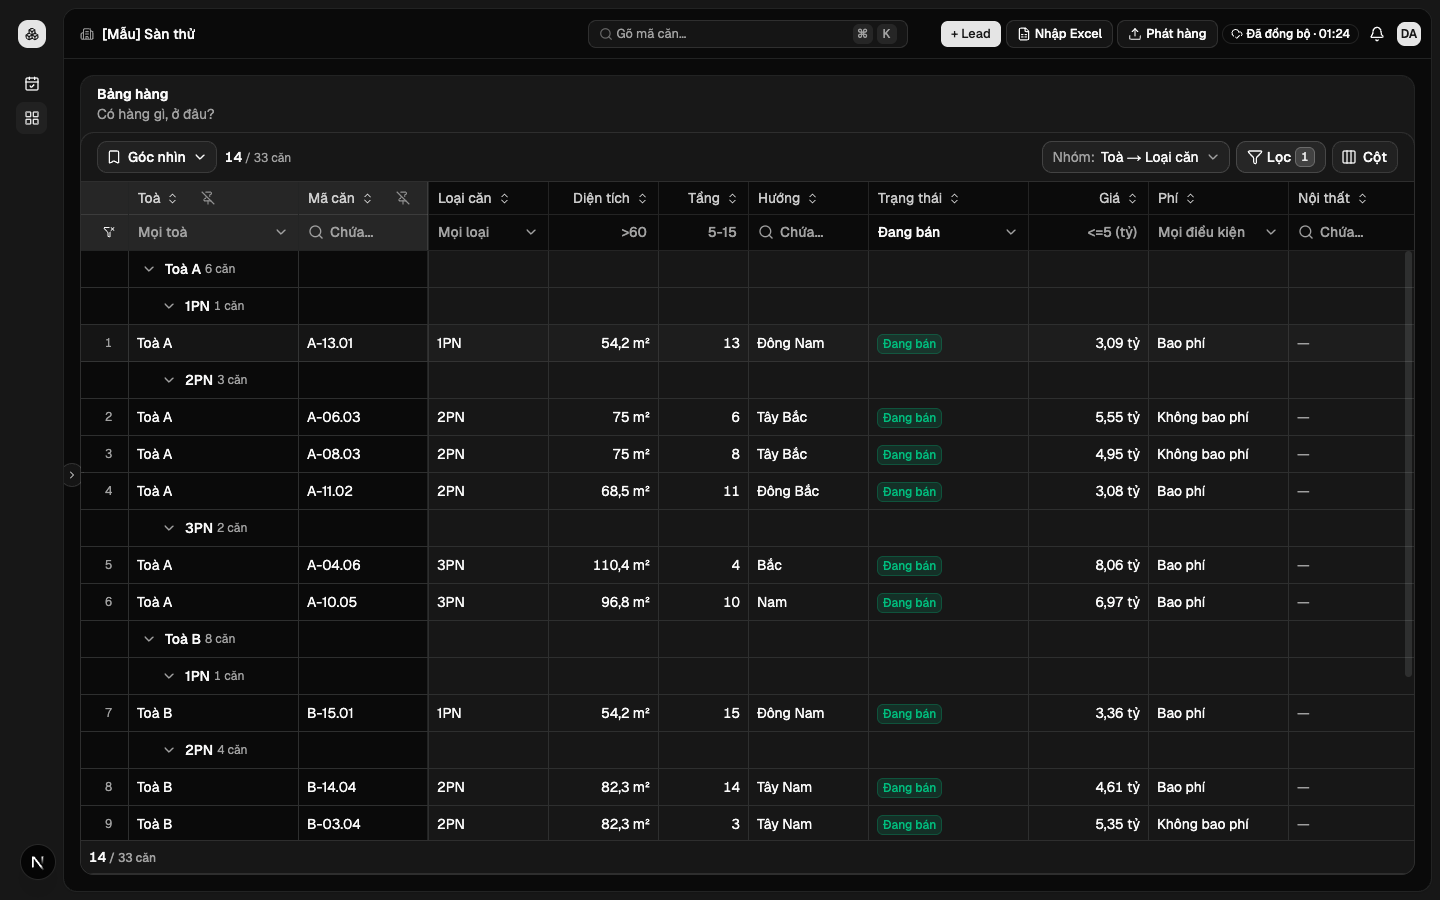 [Mẫu] Sàn thử
Gõ mã căn...
⌘ K
+ Lead
Nhập Excel
Phát hàng
Đã đồng bộ · 01:24
DA
Bảng hàng
Có hàng gì, ở đâu?
Góc nhìn
14 / 33 căn
Nhóm: Toà → Loại căn
Lọc 1
Cột
Toà Mã căn Loại căn Diện tích Tầng Hướng Trạng thái Giá Phí Nội thất
Mọi toà Chứa... Mọi loại >60 5-15 Chứa... Đang bán <=5 (tỷ) Mọi điều kiện Chứa...
Toà A 6 căn
1PN 1 căn
1 Toà A A-13.01 1PN 54,2 m² 13 Đông Nam Đang bán 3,09 tỷ Bao phí —
2PN 3 căn
2 Toà A A-06.03 2PN 75 m² 6 Tây Bắc Đang bán 5,55 tỷ Không bao phí —
3 Toà A A-08.03 2PN 75 m² 8 Tây Bắc Đang bán 4,95 tỷ Không bao phí —
4 Toà A A-11.02 2PN 68,5 m² 11 Đông Bắc Đang bán 3,08 tỷ Bao phí —
3PN 2 căn
5 Toà A A-04.06 3PN 110,4 m² 4 Bắc Đang bán 8,06 tỷ Bao phí —
6 Toà A A-10.05 3PN 96,8 m² 10 Nam Đang bán 6,97 tỷ Bao phí —
Toà B 8 căn
1PN 1 căn
7 Toà B B-15.01 1PN 54,2 m² 15 Đông Nam Đang bán 3,36 tỷ Bao phí —
2PN 4 căn
8 Toà B B-14.04 2PN 82,3 m² 14 Tây Nam Đang bán 4,61 tỷ Bao phí —
9 Toà B B-03.04 2PN 82,3 m² 3 Tây Nam Đang bán 5,35 tỷ Không bao phí —
14 / 33 căn
N